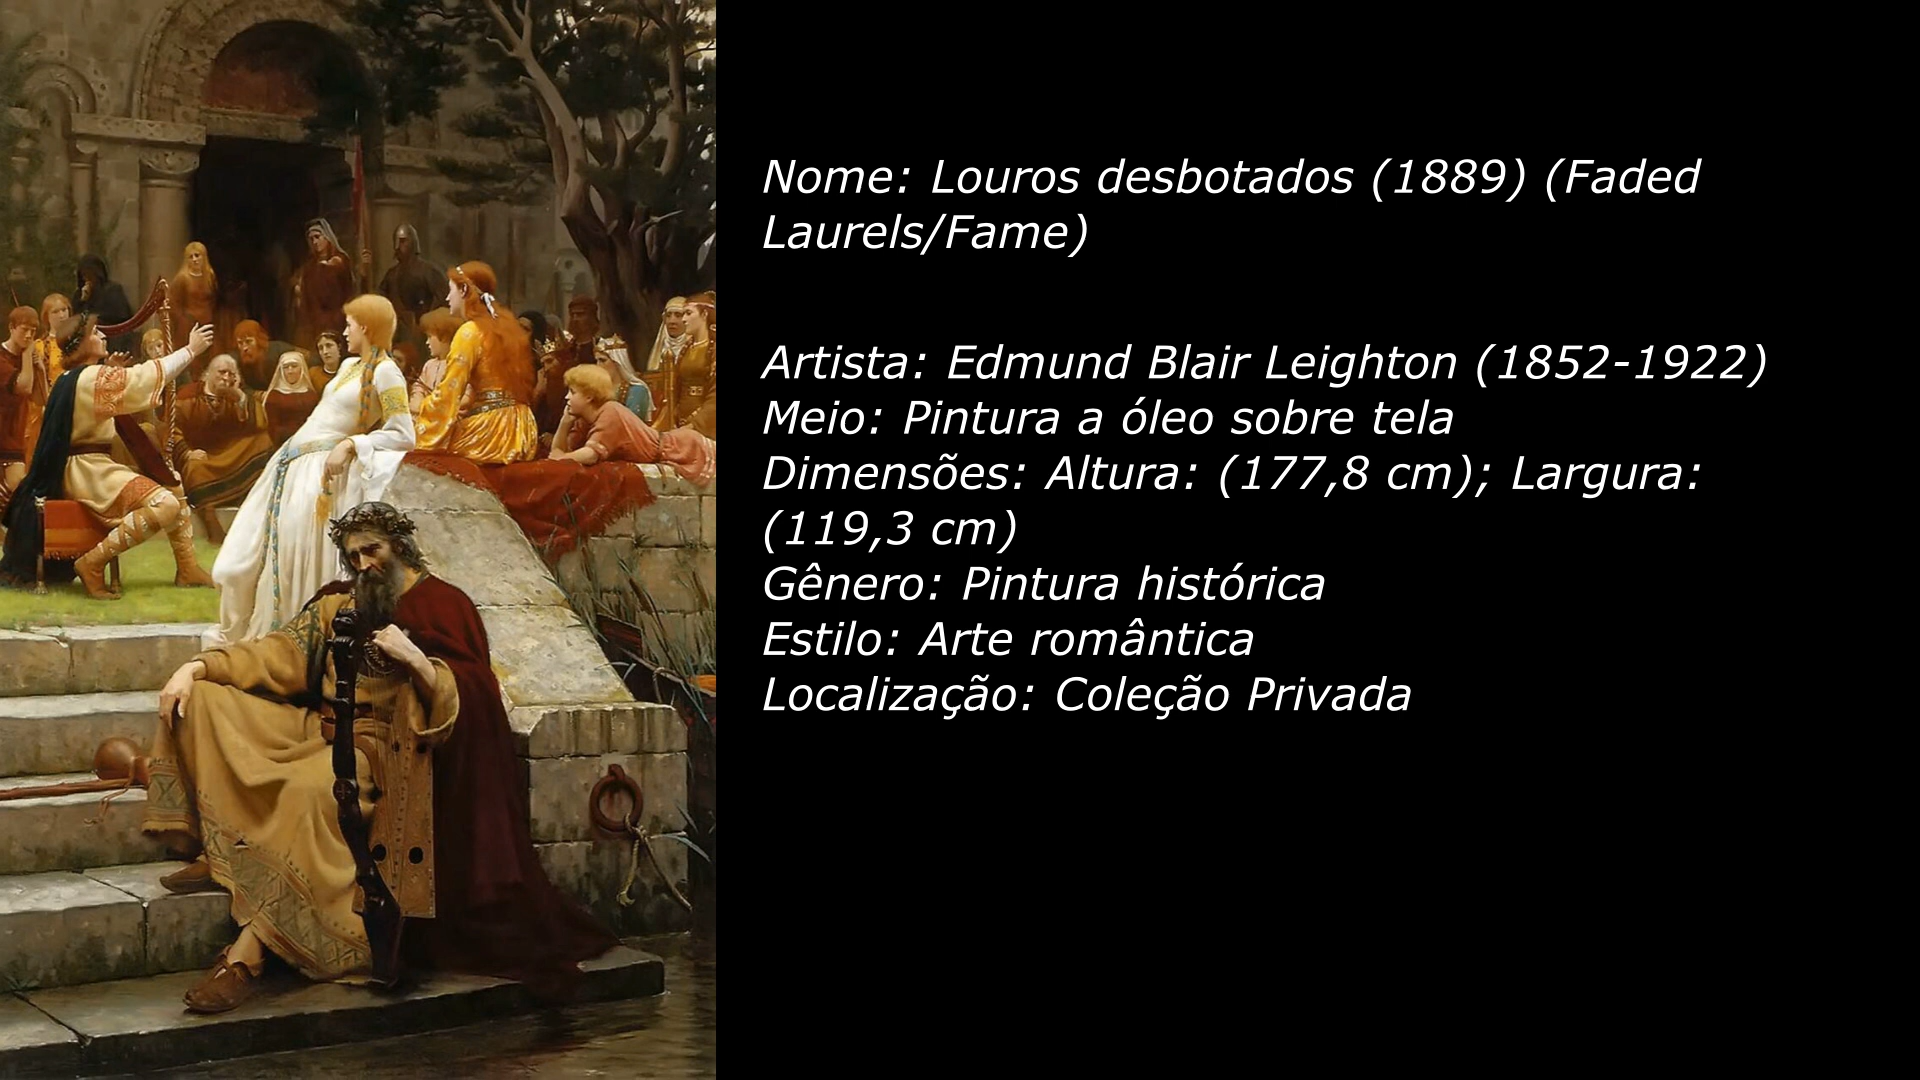 Nome: Louros desbotados (1889) (Faded
Laurels/Fame)
Artista: Edmund Blair Leighton (1852-1922)
Meio: Pintura a óleo sobre tela
Dimensões: Altura: (177,8 cm); Largura:
(119,3 cm)
Gênero: Pintura histórica
Estilo: Arte romântica
Localização: Coleção Privada